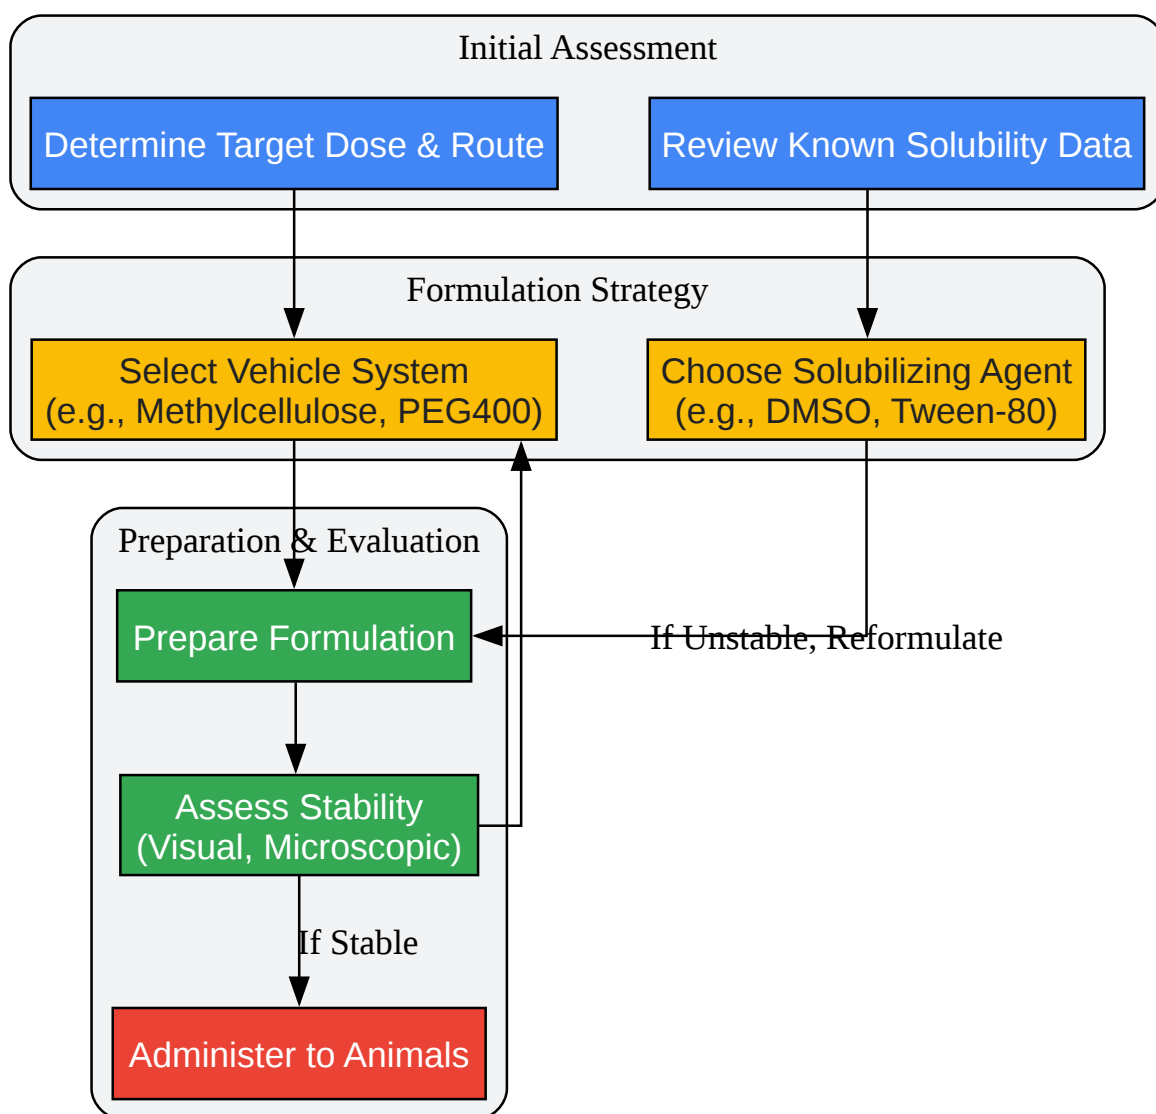 Initial Assessment
Determine Target Dose & Route
Review Known Solubility Data
Formulation Strategy
Select Vehicle System
(e.g., Methylcellulose, PEG400)
Choose Solubilizing Agent
(e.g., DMSO, Tween-80)
Preparation & Evaluation
Prepare Formulation
If Unstable, Reformulate
Assess Stability
(Visual, Microscopic)
If Stable
Administer to Animals